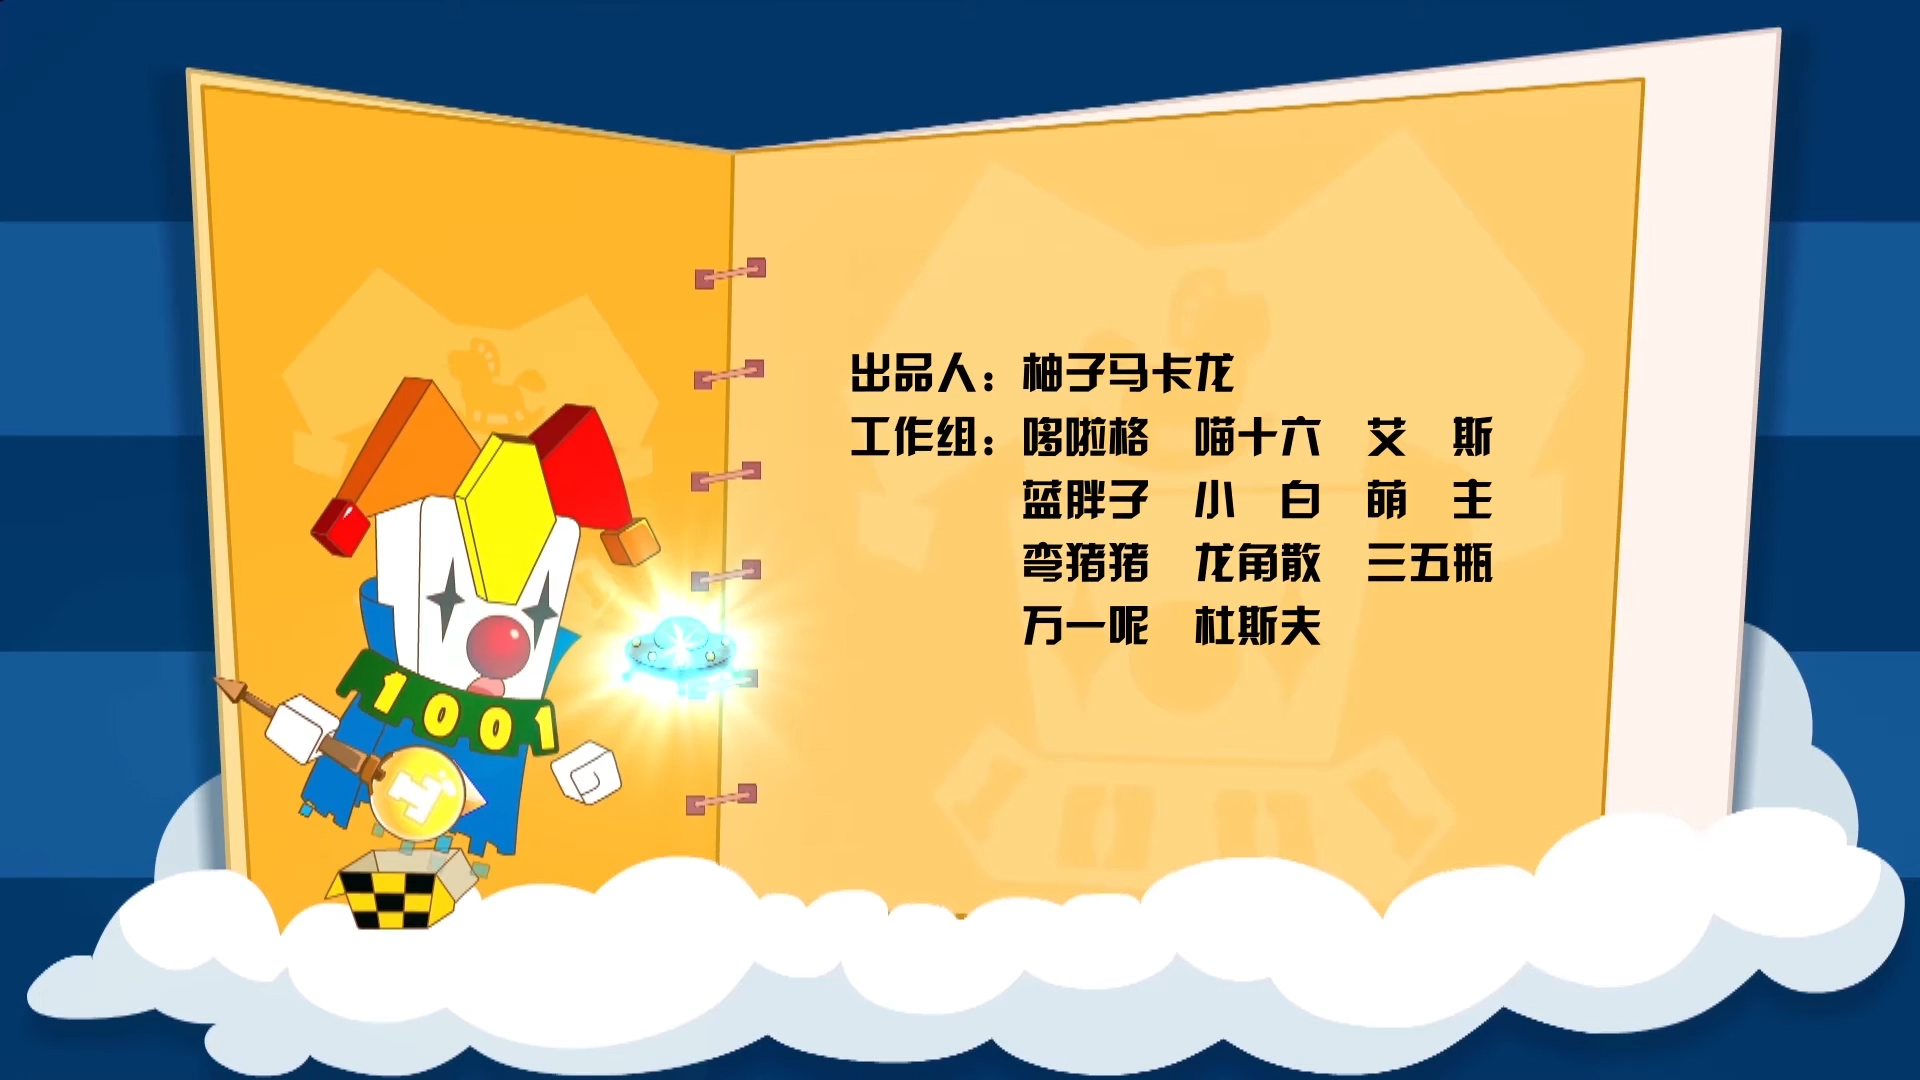 出品人：柚子马卡龙
工作组：哆啦格　喵十六　艾　斯
蓝胖子　小　白　萌　主
弯猪猪　龙角散　三五瓶
万一呢　杜斯夫
1001